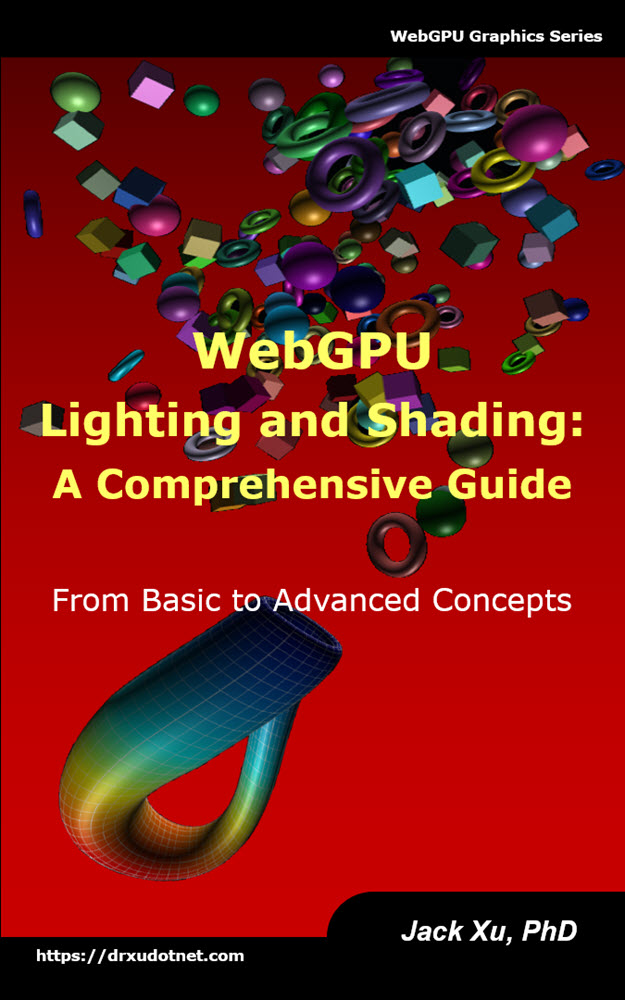 WebGPU Graphics Series
WebGPU
Lighting and Shading:
A Comprehensive Guide
From Basic to Advanced Concepts
Jack Xu, PhD
https://drxudotnet.com